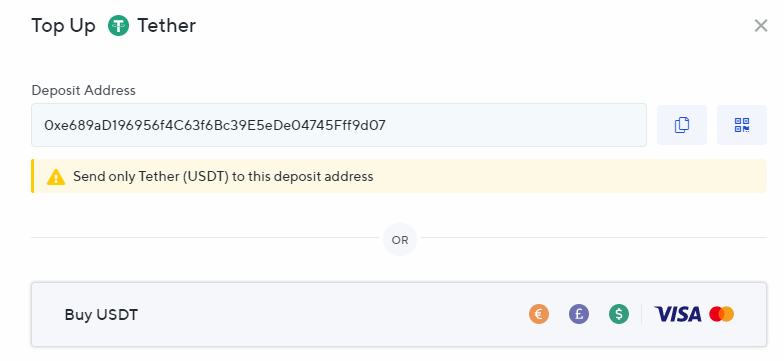 Top Up Tether
Deposit Address
0xe689aD196956f4C63f6Bc39E5eDe04745Fff9d07
Send only Tether (USDT) to this deposit address
OR
Buy USDT € £ $ VISA